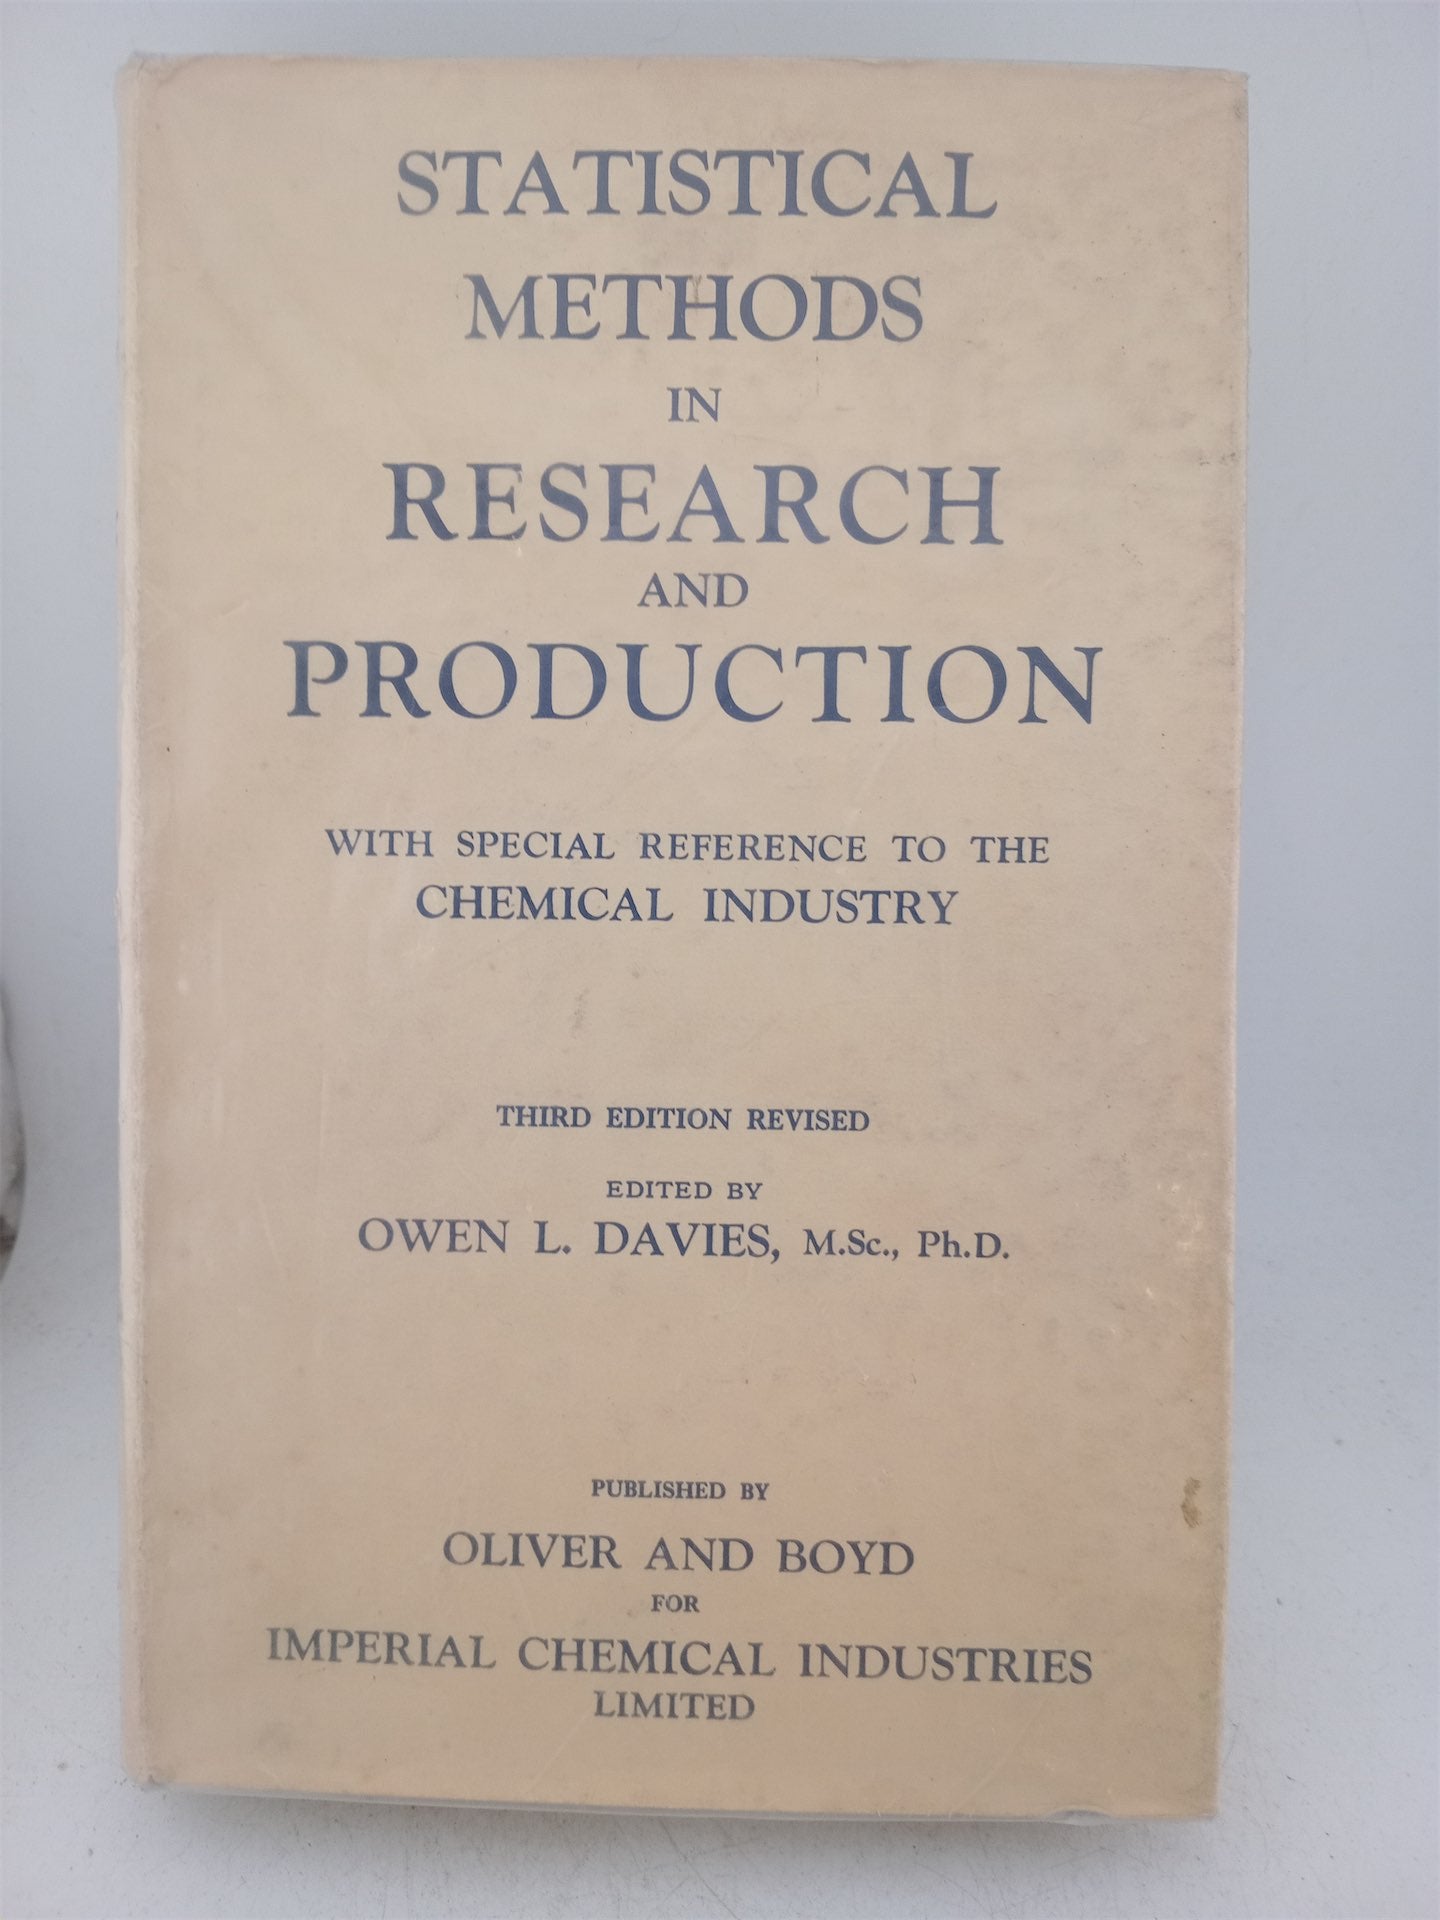 STATISTICAL
METHODS
IN
RESEARCH
AND
PRODUCTION
WITH SPECIAL REFERENCE TO THE
CHEMICAL INDUSTRY
THIRD EDITION REVISED
EDITED BY
OWEN L. DAVIES, M.Sc., Ph.D.
PUBLISHED BY
OLIVER AND BOYD
FOR
IMPERIAL CHEMICAL INDUSTRIES
LIMITED